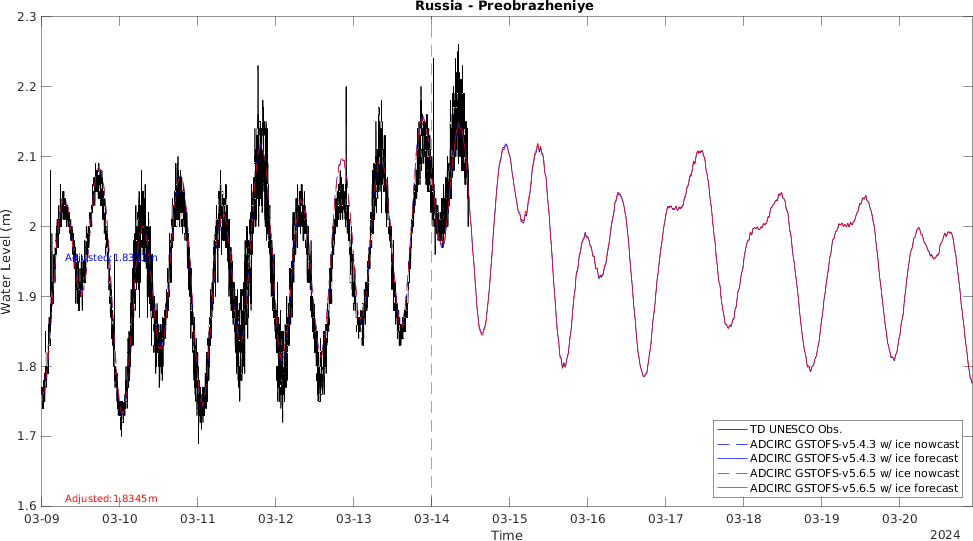 Russia - Preobrazheniye
2.3
2.2
2.1
2
1.9
1.8
1.7
1.6
Water Level (m)
Adjusted:1.8345m
TD UNESCO Obs.
ADCIRC GSTOFS-v5.4.3 w/ ice nowcast
ADCIRC GSTOFS-v5.4.3 w/ ice forecast
ADCIRC GSTOFS-v5.6.5 w/ ice nowcast
ADCIRC GSTOFS-v5.6.5 w/ ice forecast
03-09 03-10 03-11 03-12 03-13 03-14 03-15 03-16 03-17 03-18 03-19 03-20
Time
2024